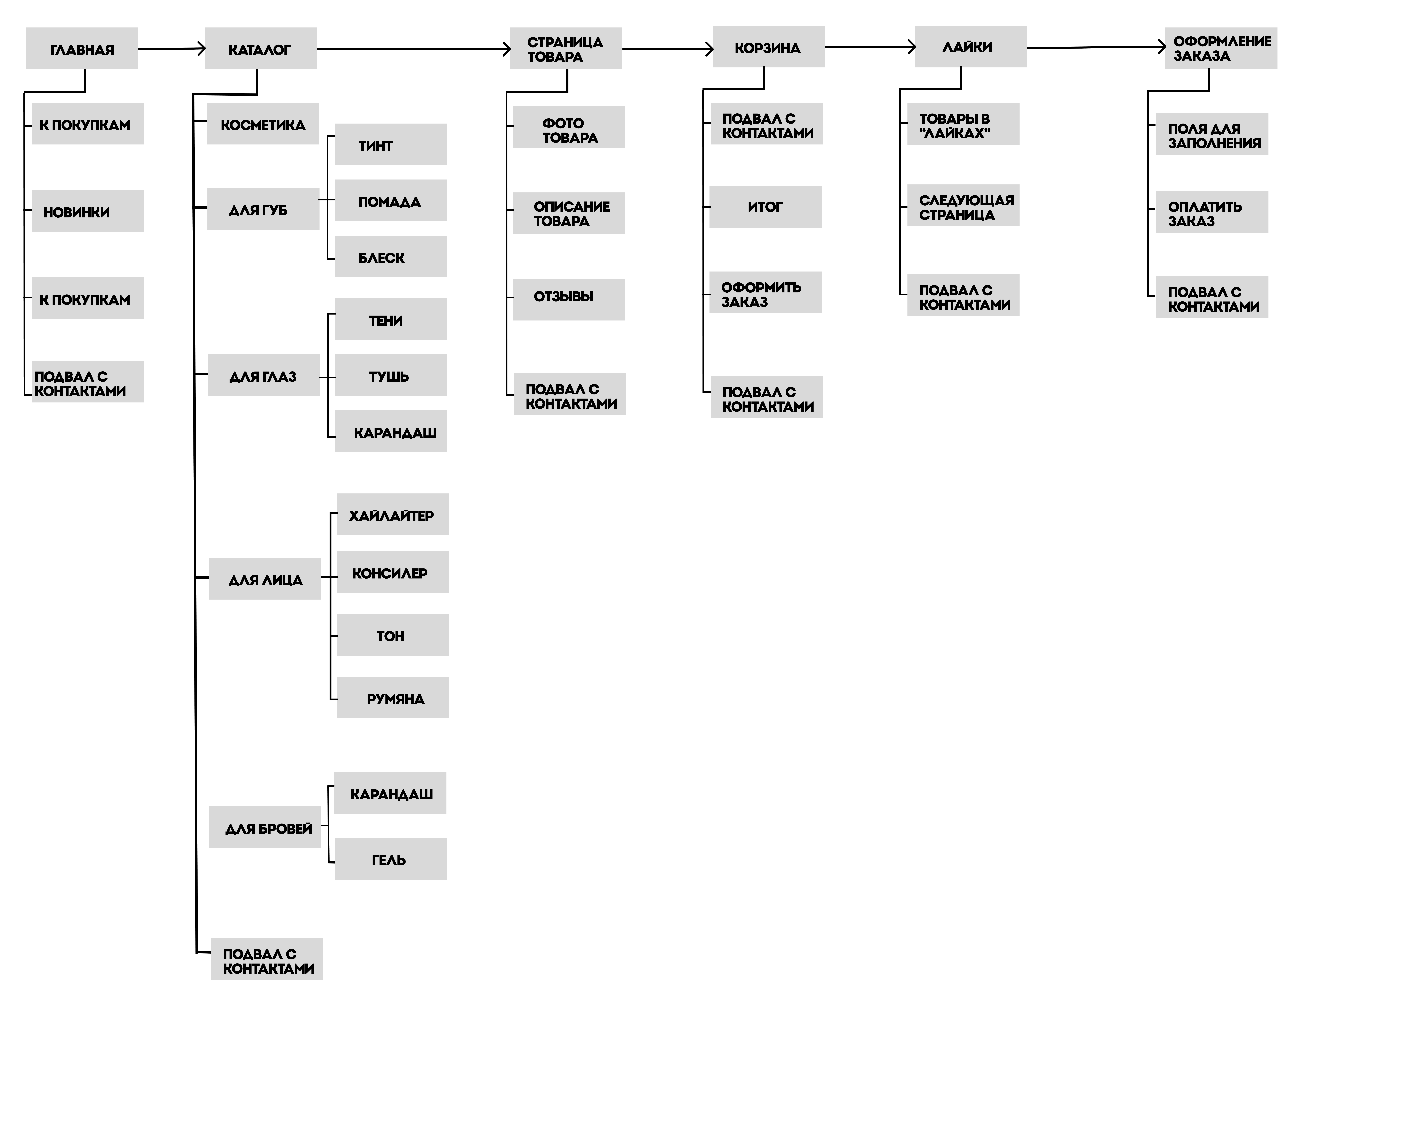 ГЛАВНАЯ
К ПОКУПКАМ
НОВИНКИ
К ПОКУПКАМ
ПОДВАЛ С
КОНТАКТАМИ
КАТАЛОГ
КОСМЕТИКА
ДЛЯ ГУБ
ТИНТ
ПОМАДА
БЛЕСК
ДЛЯ ГЛАЗ
ТЕНИ
ТУШЬ
КАРАНДАШ
ДЛЯ ЛИЦА
ХАЙЛАЙТЕР
КОНСИЛЕР
ТОН
РУМЯНА
ДЛЯ БРОВЕЙ
КАРАНДАШ
ГЕЛЬ
ПОДВАЛ С
КОНТАКТАМИ
СТРАНИЦА
ТОВАРА
ФОТО
ТОВАРА
ОПИСАНИЕ
ТОВАРА
ОТЗЫВЫ
ПОДВАЛ С
КОНТАКТАМИ
КОРЗИНА
ПОДВАЛ С
КОНТАКТАМИ
ИТОГ
ОФОРМИТЬ
ЗАКАЗ
ПОДВАЛ С
КОНТАКТАМИ
ЛАЙКИ
ТОВАРЫ В
"ЛАЙКАХ"
СЛЕДУЮЩАЯ
СТРАНИЦА
ПОДВАЛ С
КОНТАКТАМИ
ОФОРМЛЕНИЕ
ЗАКАЗА
ПОЛЯ ДЛЯ
ЗАПОЛНЕНИЯ
ОПЛАТИТЬ
ЗАКАЗ
ПОДВАЛ С
КОНТАКТАМИ